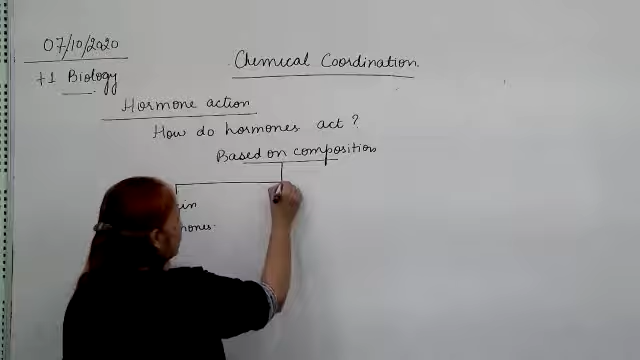 07/10/2020
+1 Biology
Chemical Coordination
Hormone action
How do hormones act ?
Based on composition